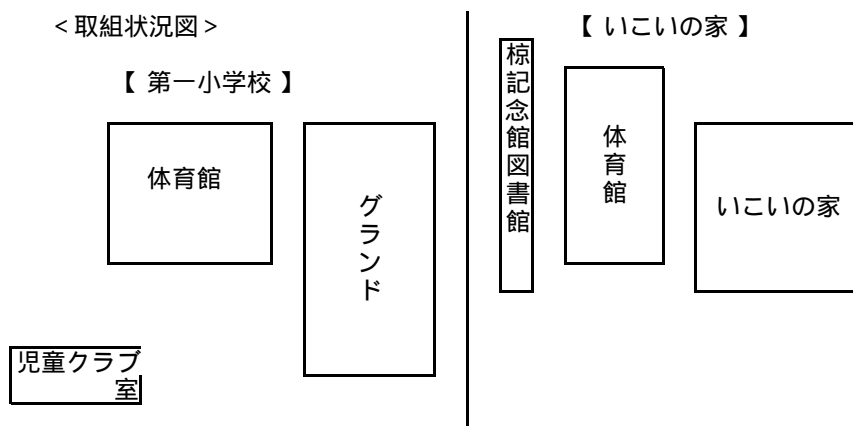 <取組状況図>
【 第一小学校 】
体育館
グランド
児童クラブ
室
【 いこいの家 】
椋記念館図書館
体育館
いこいの家